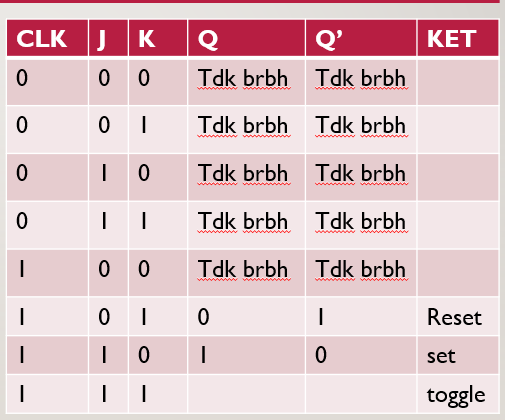 CLK J K Q Q’ KET
0 0 0 Tdk brbh Tdk brbh
0 0 1 Tdk brbh Tdk brbh
0 1 0 Tdk brbh Tdk brbh
0 1 1 Tdk brbh Tdk brbh
1 0 0 Tdk brbh Tdk brbh
1 0 1 0 1 Reset
1 1 0 1 0 set
1 1 1 toggle